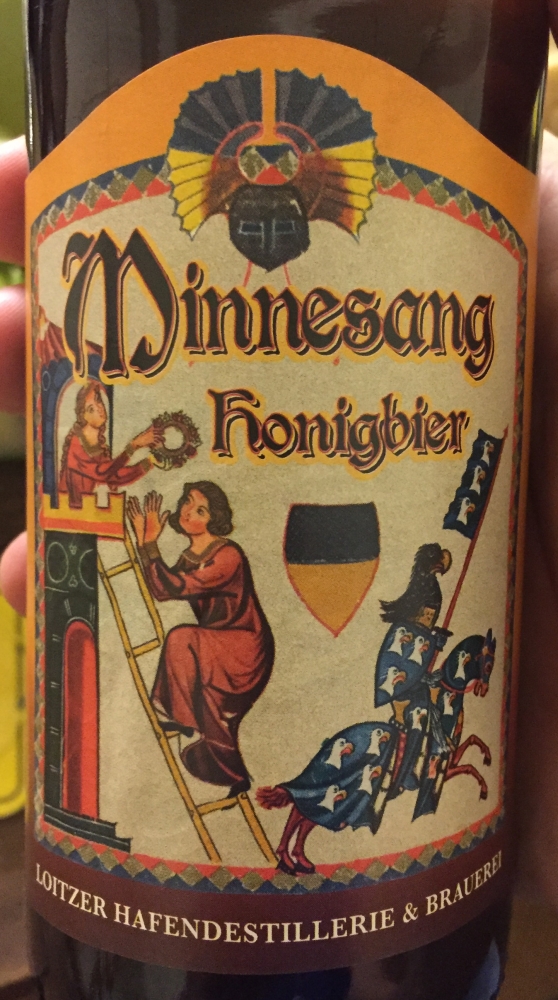 Minnesang
Honigbier
LOITZER HAFENDESTILLERIE & BRAUEREI